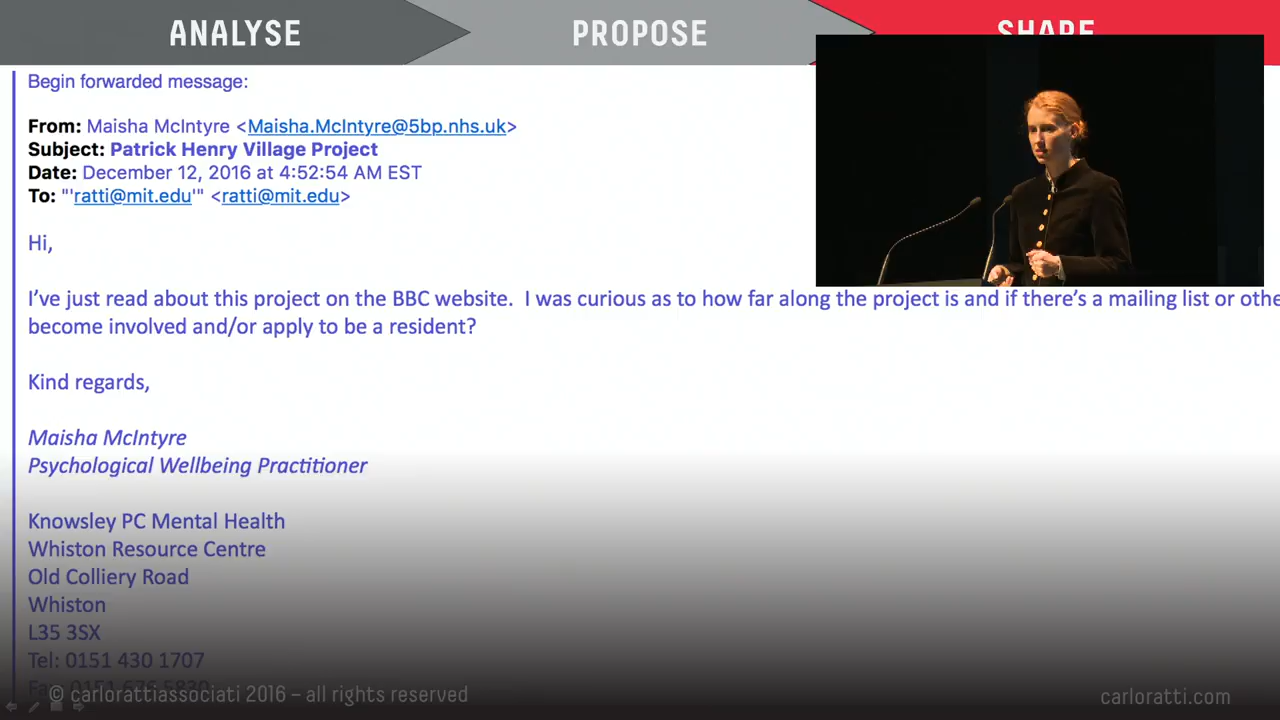 ANALYSE
PROPOSE
SHARE
Begin forwarded message:
From: Maisha McIntyre <Maisha.McIntyre@5bp.nhs.uk>
Subject: Patrick Henry Village Project
Date: December 12, 2016 at 4:52:54 AM EST
To: "'ratti@mit.edu'" <ratti@mit.edu>
Hi,
I've just read about this project on the BBC website.  I was curious as to how far along the project is and if there's a mailing list or othe
become involved and/or apply to be a resident?
Kind regards,
Maisha McIntyre
Psychological Wellbeing Practitioner
Knowsley PC Mental Health
Whiston Resource Centre
Old Colliery Road
Whiston
L35 3SX
Tel: 0151 430 1707
© carlorattiassociati 2016 – all rights reserved
carloratti.com